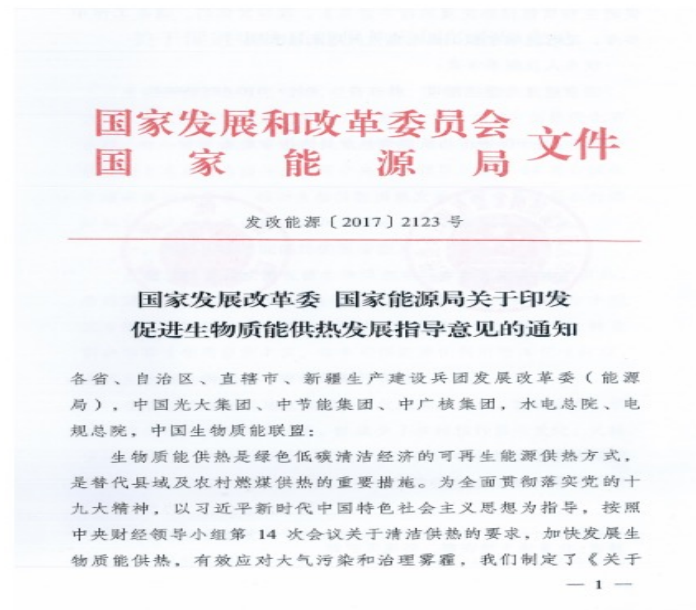 国家发展和改革委员会
国家能源局
文件
发改能源〔2017〕2123号
国家发展改革委 国家能源局关于印发
促进生物质能供热发展指导意见的通知
各省、自治区、直辖市、新疆生产建设兵团发展改革委（能源
局），中国光大集团、中节能集团、中广核集团，水电总院、电
规总院，中国生物质能联盟：
生物质能供热是绿色低碳清洁经济的可再生能源供热方式，
是替代县域及农村燃煤供热的重要措施。为全面贯彻落实党的十
九大精神，以习近平新时代中国特色社会主义思想为指导，按照
中央财经领导小组第 14 次会议关于清洁供热的要求，加快发展生
物质能供热，有效应对大气污染和治理雾霾，我们制定了《关于
— 1 —